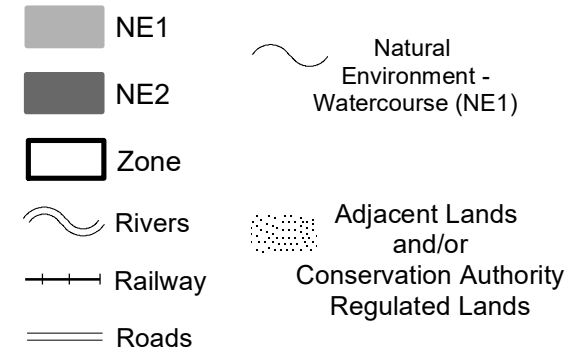 NE1
NE2
Zone
Rivers
Railway
Roads
Natural
Environment -
Watercourse (NE1)
Adjacent Lands
and/or
Conservation Authority
Regulated Lands